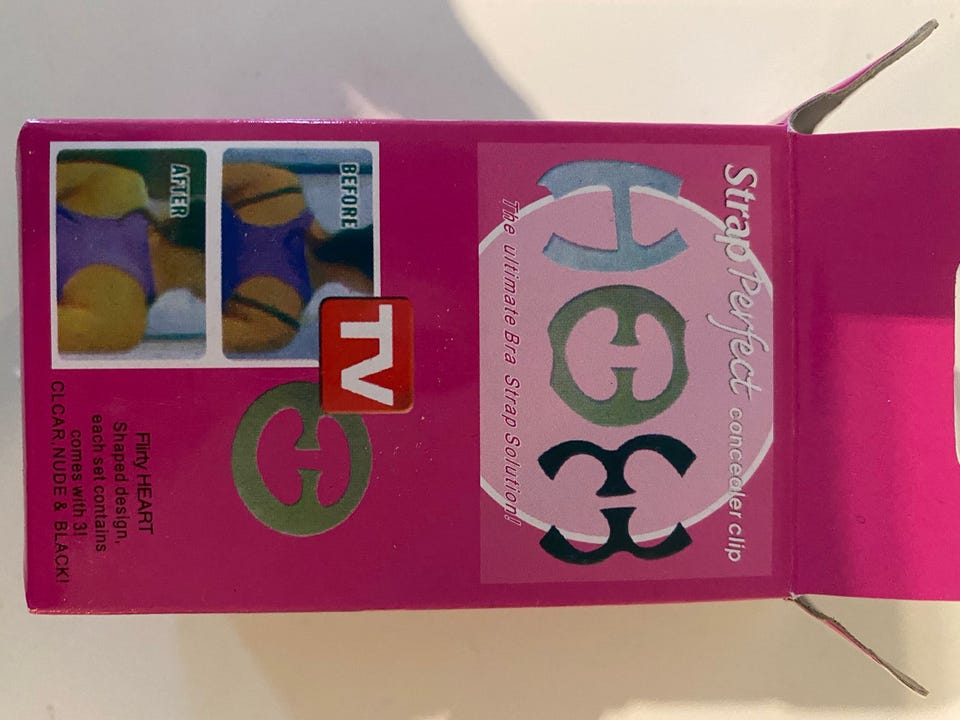 Strap Perfect concealer clip
The ultimate Bra Strap Solution!
TV
BEFORE
AFTER
Flirty HEART
Shaped design,
each set contains
comes with 3!
CLCAR,NUDE & BLACK!